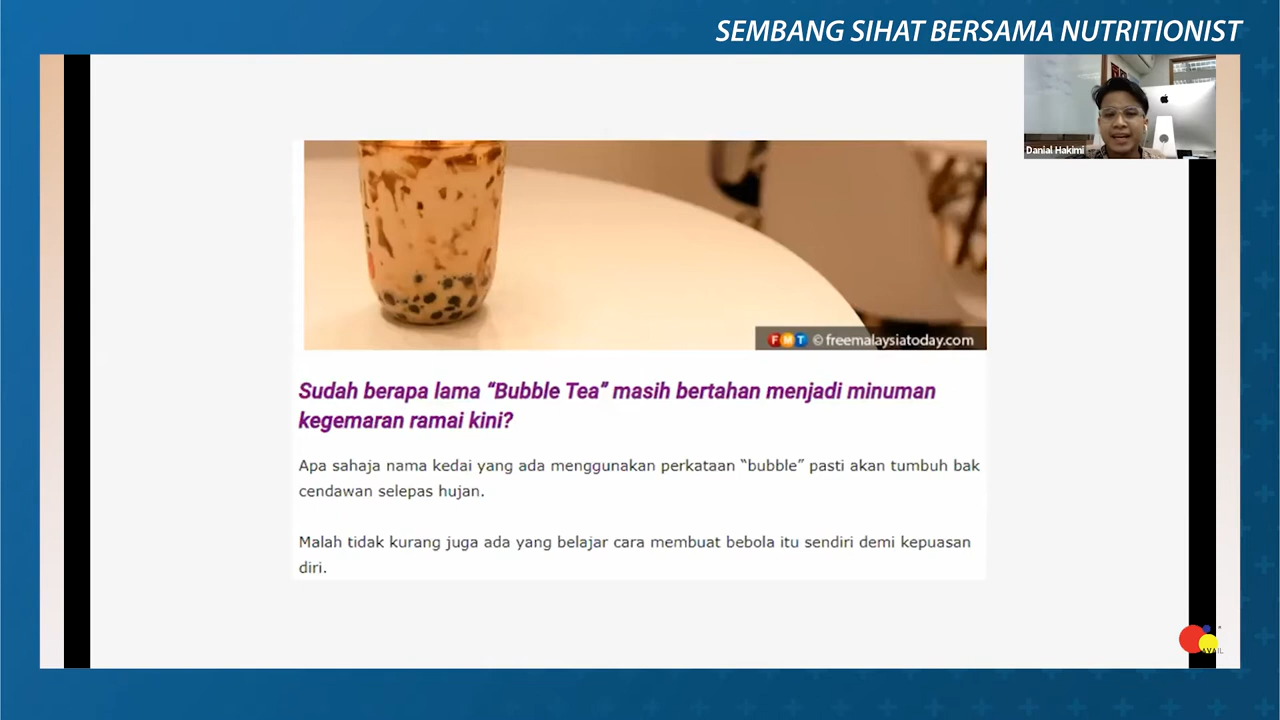 SEMBANG SIHAT BERSAMA NUTRITIONIST
Danial Hakimi
FMT © freemalaysiatoday.com
Sudah berapa lama “Bubble Tea” masih bertahan menjadi minuman
kegemaran ramai kini?
Apa sahaja nama kedai yang ada menggunakan perkataan “bubble” pasti akan tumbuh bak
cendawan selepas hujan.
Malah tidak kurang juga ada yang belajar cara membuat bebola itu sendiri demi kepuasan
diri.
AVAIL